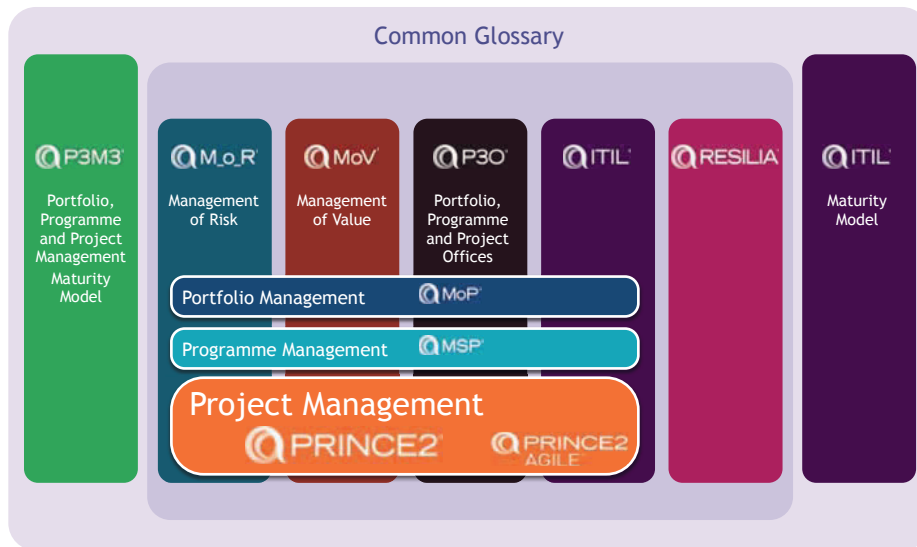 Common Glossary
P3M3®
Portfolio,
Programme
and Project
Management
Maturity
Model
M_o_R®
Management
of Risk
MoV®
Management
of Value
P3O®
Portfolio,
Programme
and Project
Offices
ITIL®
RESILIA™
ITIL®
Maturity
Model
Portfolio Management
MoP®
Programme Management
MSP®
Project Management
PRINCE2®
PRINCE2
AGILE™